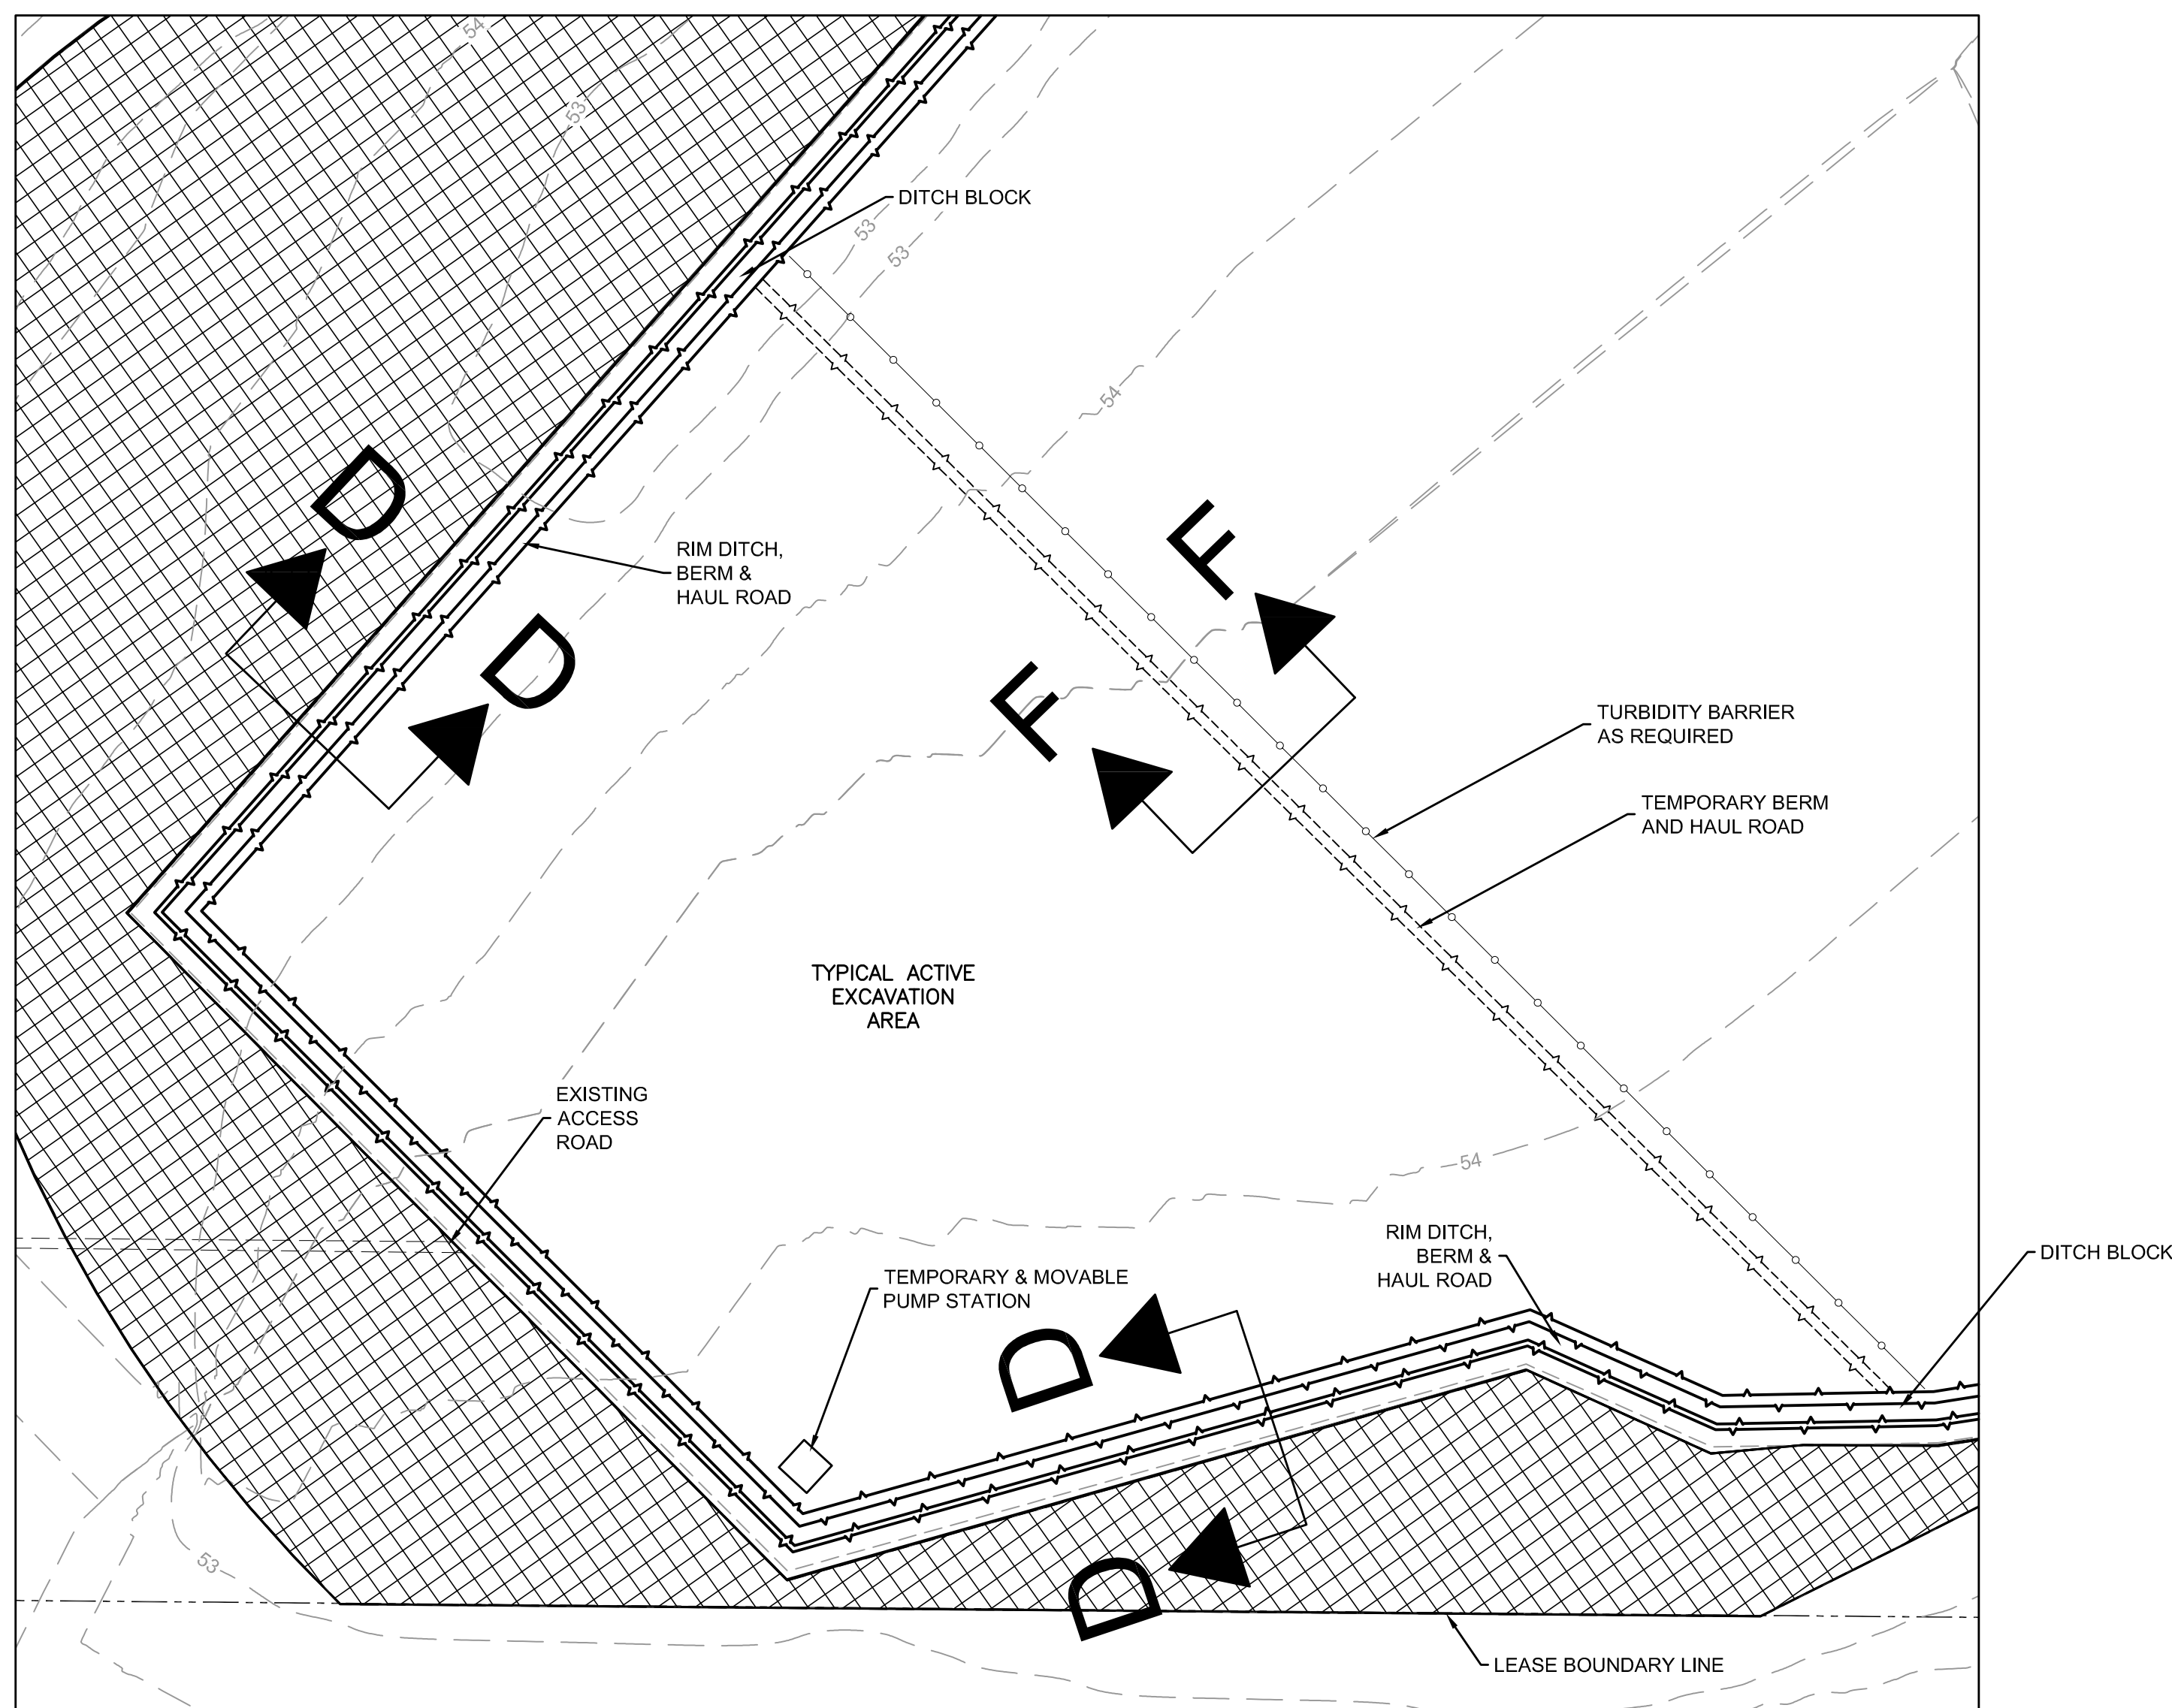 54
53
DITCH BLOCK
53
53
54
D
RIM DITCH,
BERM &
HAUL ROAD
F
D
F
TURBIDITY BARRIER
AS REQUIRED
TEMPORARY BERM
AND HAUL ROAD
TYPICAL ACTIVE
EXCAVATION
AREA
EXISTING
ACCESS
ROAD
54
RIM DITCH,
BERM &
HAUL ROAD
DITCH BLOCK
TEMPORARY & MOVABLE
PUMP STATION
D
53
D
LEASE BOUNDARY LINE